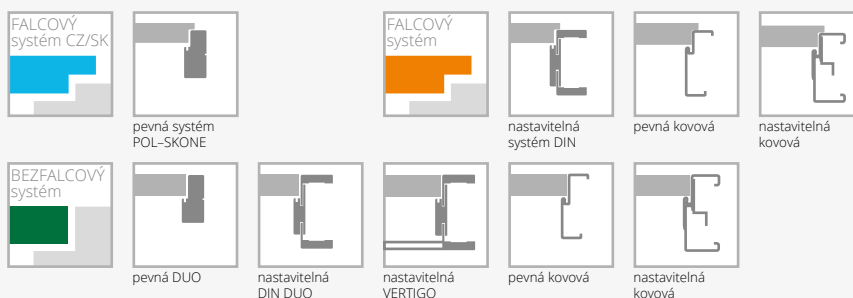 FALCOVÝ
systém CZ/SK
pevná systém
POL–SKONE
FALCOVÝ
systém
nastavitelná
systém DIN
pevná kovová
nastavitelná
kovová
BEZFALCOVÝ
systém
pevná DUO
nastavitelná
DIN DUO
nastavitelná
VERTIGO
pevná kovová
nastavitelná
kovová